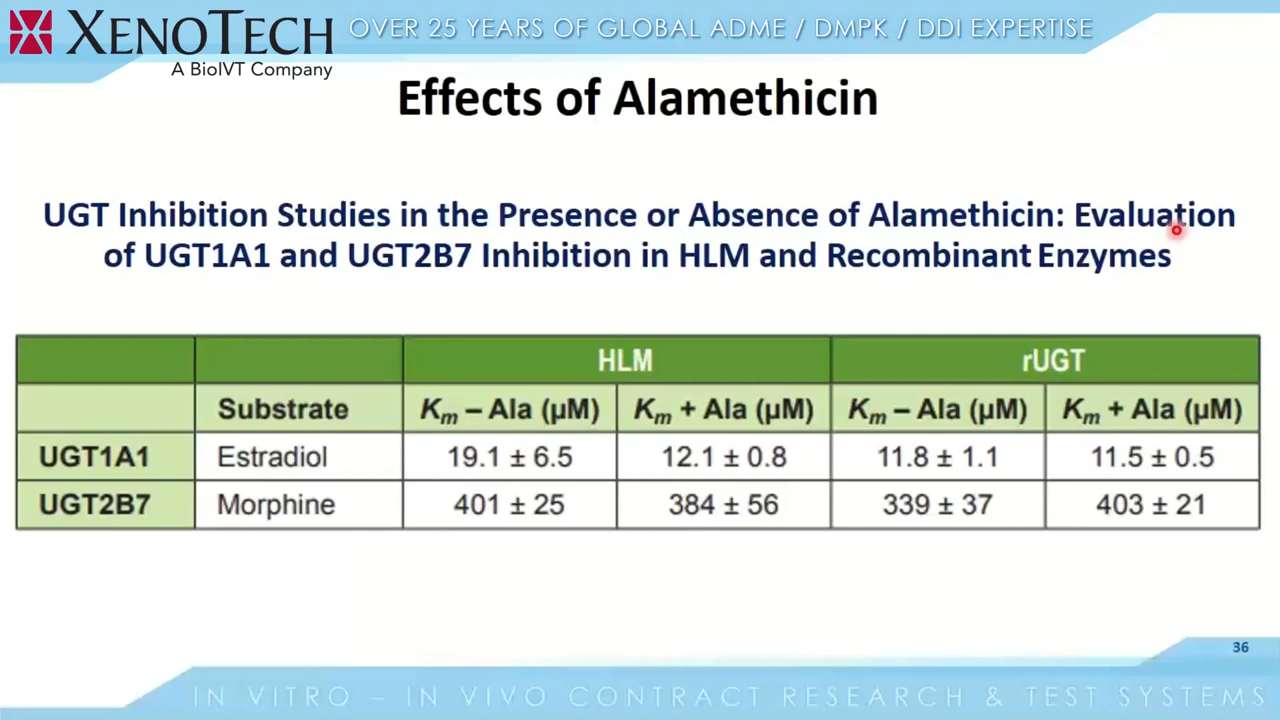 XENOTECH
OVER 25 YEARS OF GLOBAL ADME / DMPK / DDI EXPERTISE
A BioIVT Company
Effects of Alamethicin
UGT Inhibition Studies in the Presence or Absence of Alamethicin: Evaluation
of UGT1A1 and UGT2B7 Inhibition in HLM and Recombinant Enzymes
HLM rUGT
Substrate Km – Ala (µM) Km + Ala (µM) Km – Ala (µM) Km + Ala (µM)
UGT1A1 Estradiol 19.1 ± 6.5 12.1 ± 0.8 11.8 ± 1.1 11.5 ± 0.5
UGT2B7 Morphine 401 ± 25 384 ± 56 339 ± 37 403 ± 21
36
IN VITRO – IN VIVO CONTRACT RESEARCH & TEST SYSTEMS